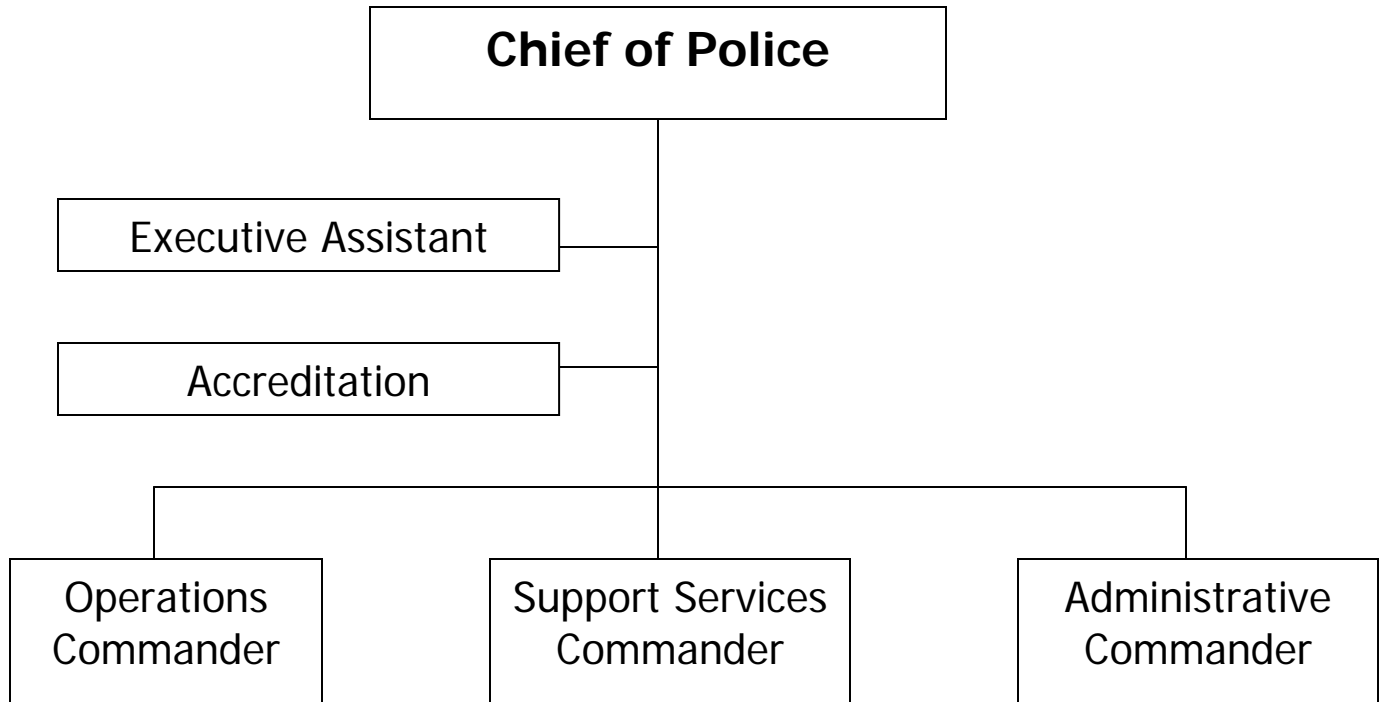 Chief of Police
Executive Assistant
Accreditation
Operations
Commander
Support Services
Commander
Administrative
Commander